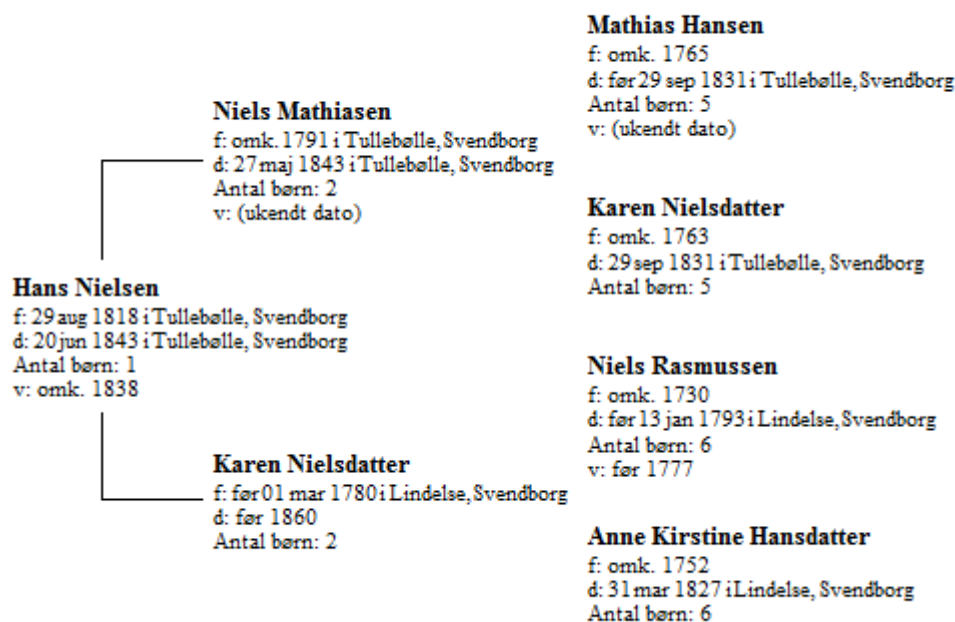 Mathias Hansen
f: omk. 1765
d: før 29 sep 1831 i Tullebølle, Svendborg
Antal børn: 5
v: (ukendt dato)
Niels Mathiasen
f: omk. 1791 i Tullebølle, Svendborg
d: 27 maj 1843 i Tullebølle, Svendborg
Antal børn: 2
v: (ukendt dato)
Karen Nielsdatter
f: omk. 1763
d: 29 sep 1831 i Tullebølle, Svendborg
Antal børn: 5
Hans Nielsen
f: 29 aug 1818 i Tullebølle, Svendborg
d: 20 jun 1843 i Tullebølle, Svendborg
Antal børn: 1
v: omk. 1838
Niels Rasmussen
f: omk. 1730
d: før 13 jan 1793 i Lindelse, Svendborg
Antal børn: 6
v: før 1777
Karen Nielsdatter
f: før 01 mar 1780 i Lindelse, Svendborg
d: før 1860
Antal børn: 2
Anne Kirstine Hansdatter
f: omk. 1752
d: 31 mar 1827 i Lindelse, Svendborg
Antal børn: 6